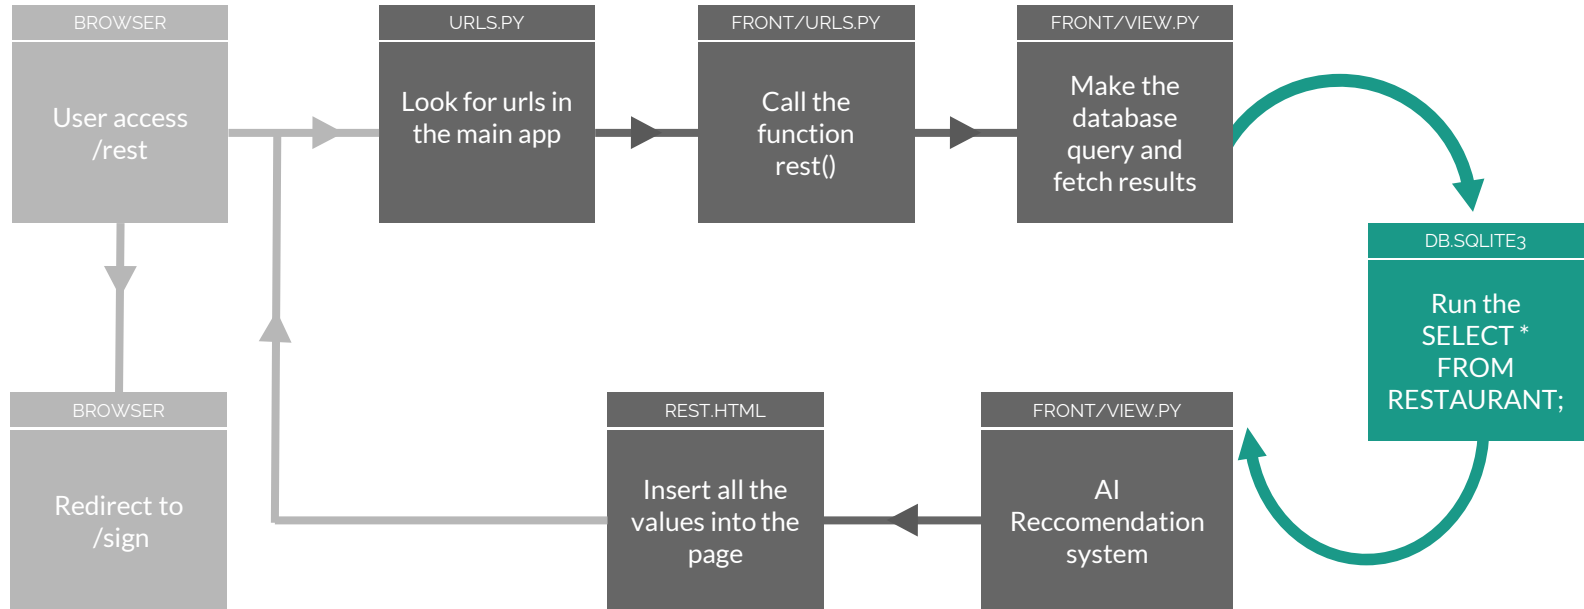 BROWSER
User access
/rest
URLS.PY
Look for urls in
the main app
FRONT/URLS.PY
Call the
function
rest()
FRONT/VIEW.PY
Make the
database
query and
fetch results
DB.SQLITE3
Run the
SELECT *
FROM
RESTAURANT;
BROWSER
Redirect to
/sign
REST.HTML
Insert all the
values into the
page
FRONT/VIEW.PY
AI
Reccomendation
system